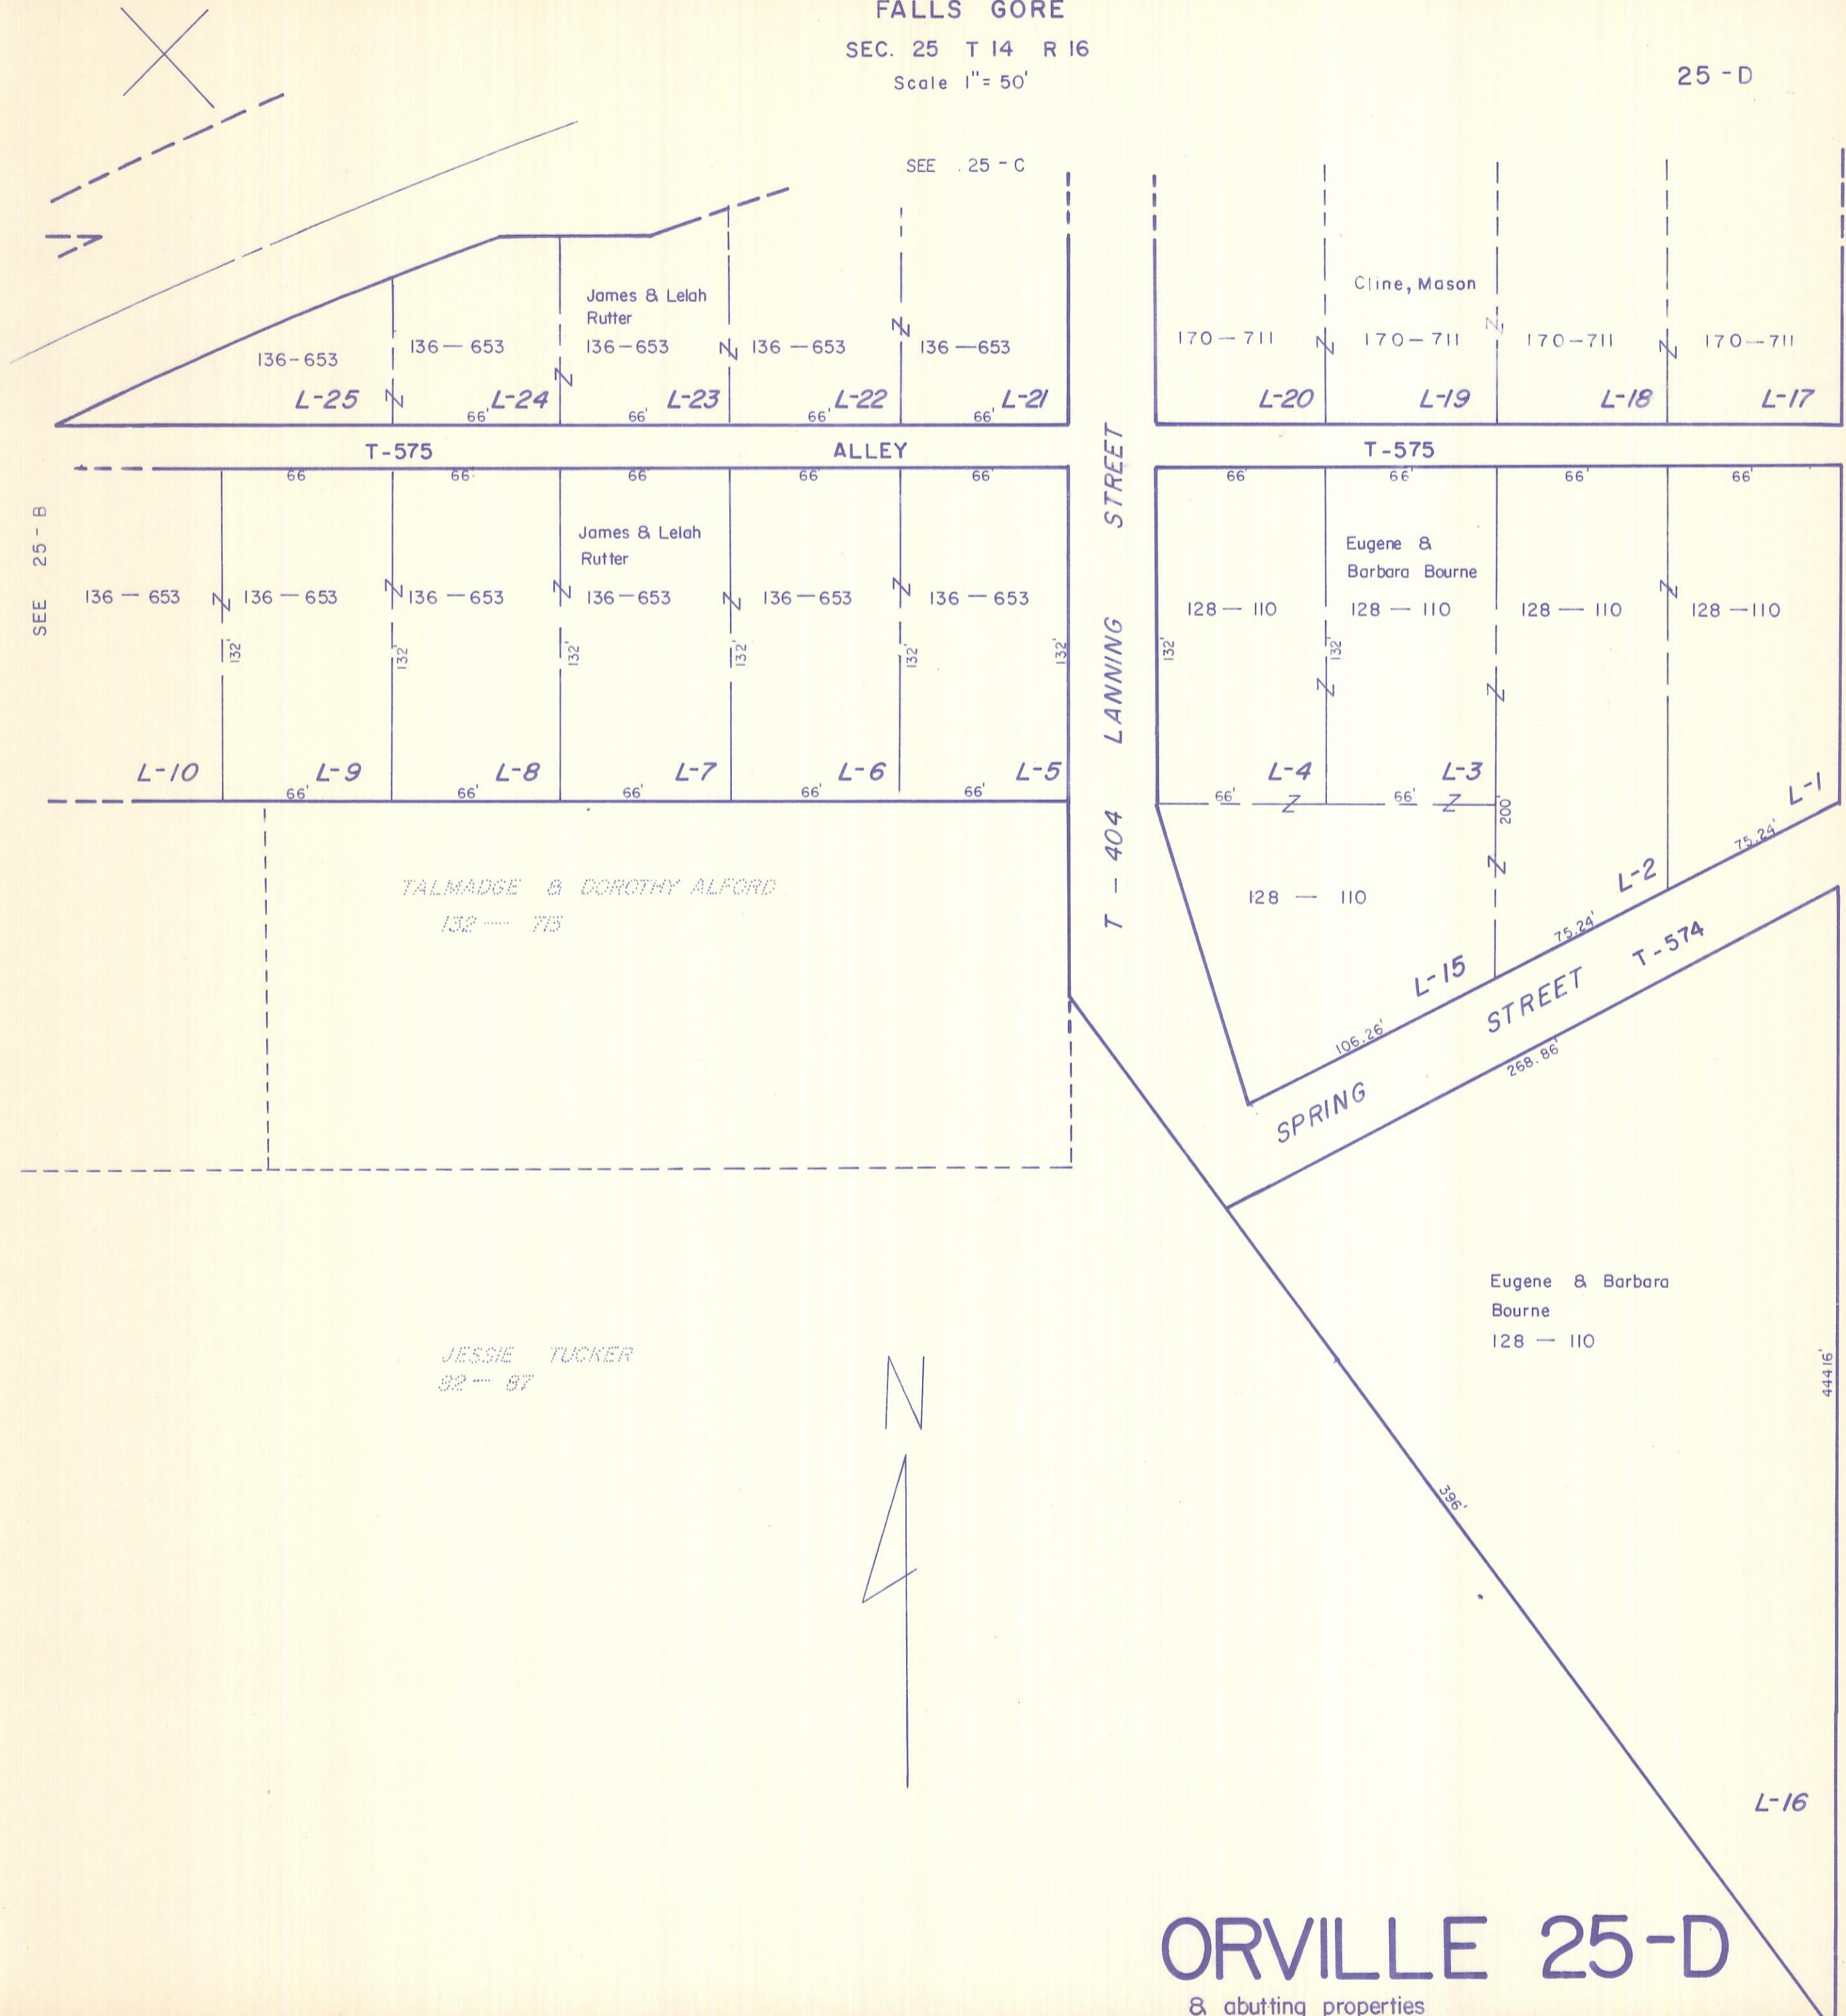 FALLS GORE
SEC. 25 T 14 R 16
Scale 1"= 50'
25 - D
SEE 25 - C
James & Lelah
Rutter
136-653
136 — 653
136-653
136 — 653
136 — 653
L-25
L-24
L-23
L-22
L-21
66'
66'
66'
66'
Cline, Mason
170 — 711
170 — 711
170 — 711
170 — 711
L-20
L-19
L-18
L-17
T-575
ALLEY
T-575
SEE 25 - B
66'
66'
66'
66'
66'
James & Lelah
Rutter
136 — 653
136 — 653
136 — 653
136 — 653
136 — 653
136 — 653
132'
132'
132'
132'
132'
132'
L-10
L-9
L-8
L-7
L-6
L-5
66'
66'
66'
66'
66'
T - 404 LANNING STREET
66'
66'
66'
66'
Eugene &
Barbara Bourne
128 — 110
128 — 110
128 — 110
128 — 110
132'
132'
L-4
L-3
66'
66'
200'
L-1
75.24'
L-2
75.24'
128 — 110
L-15
106.26'
SPRING STREET T-574
268.86'
TALMADGE & DOROTHY ALFORD
132 — 713
JESSIE TUCKER
82 — 87
N
Eugene & Barbara
Bourne
128 — 110
444 16'
396'
L-16
ORVILLE 25-D
& abutting properties